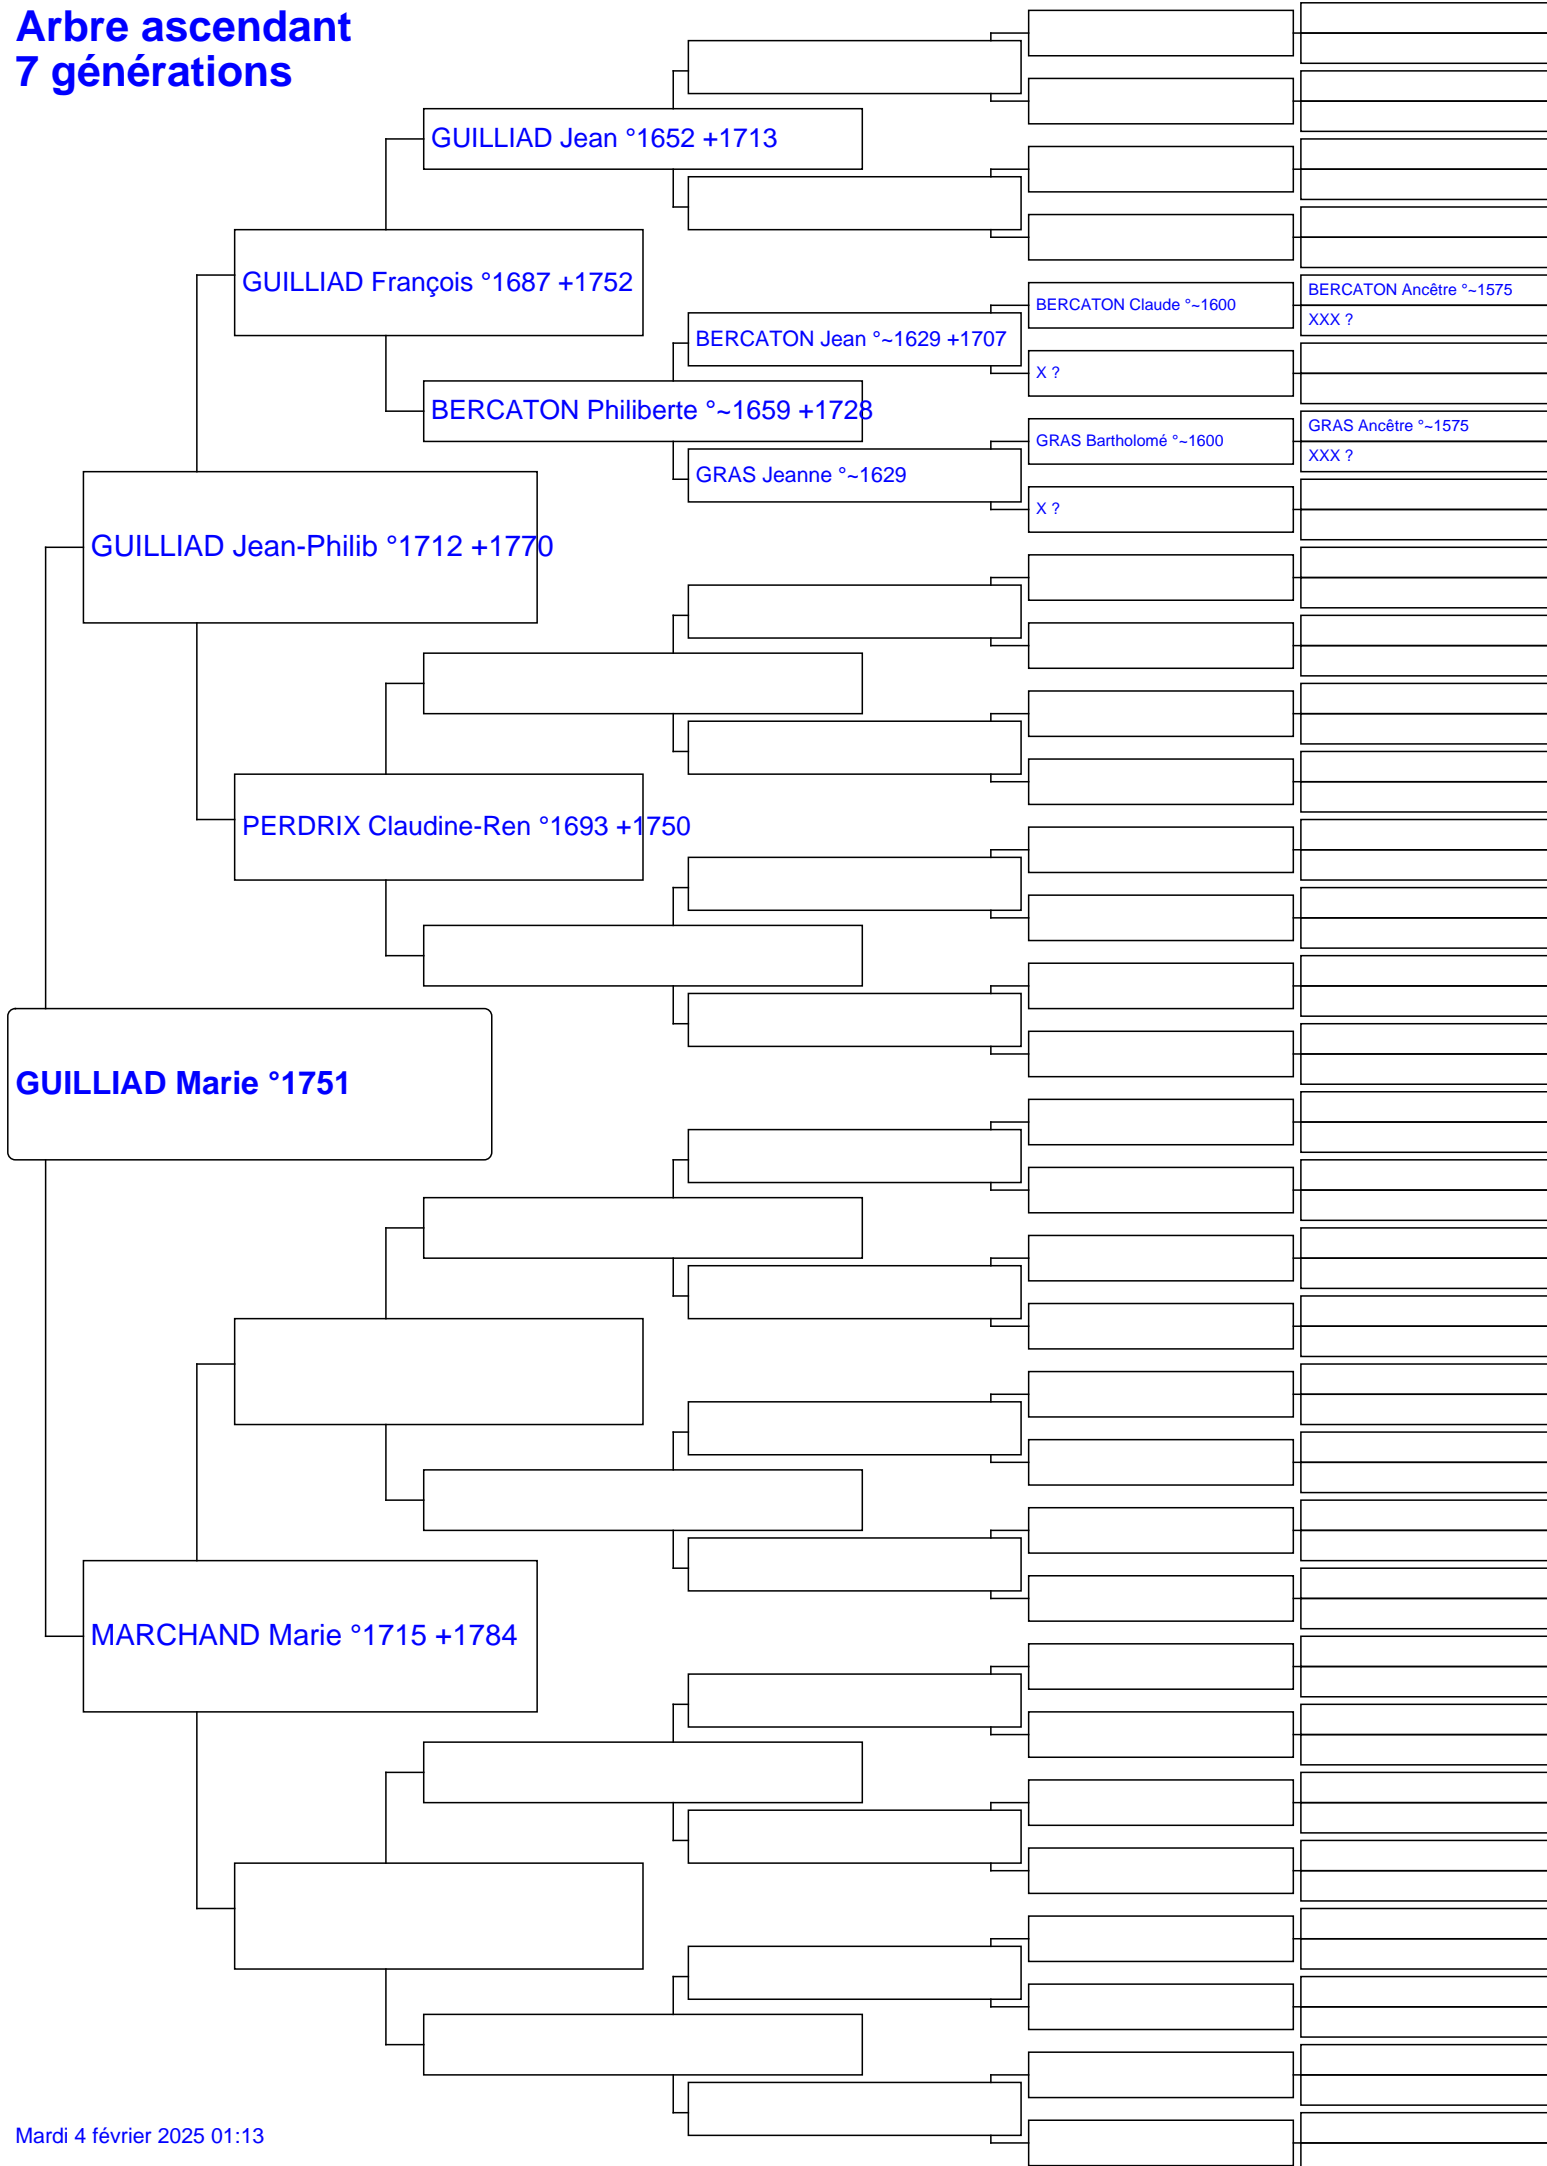 Arbre ascendant
7 générations
GUILLIAD Jean °1652 +1713
GUILLIAD François °1687 +1752
BERCATON Claude °~1600
BERCATON Ancêtre °~1575
XXX ?
BERCATON Jean °~1629 +1707
X ?
BERCATON Philiberte °~1659 +1728
GRAS Bartholomé °~1600
GRAS Ancêtre °~1575
XXX ?
GRAS Jeanne °~1629
X ?
GUILLIAD Jean-Philib °1712 +1770
PERDRIX Claudine-Ren °1693 +1750
GUILLIAD Marie °1751
MARCHAND Marie °1715 +1784
Mardi 4 février 2025 01:13